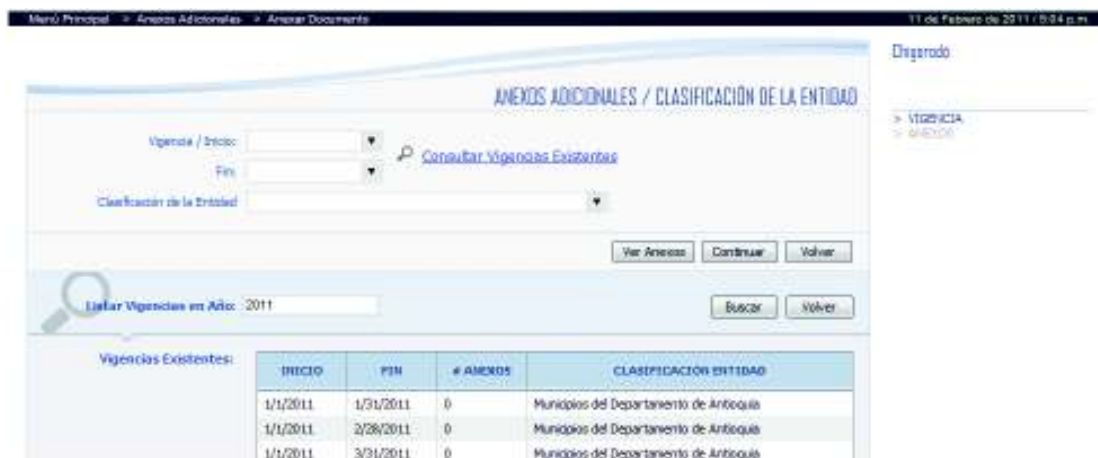 Menú Principal > Anexos Adicionales > Anexar Documento 11 de Febrero de 2011 / 5:04 p.m.
Chigorodo
ANEXOS ADICIONALES / CLASIFICACIÓN DE LA ENTIDAD
> VIGENCIA
> ANEXOS
Vigencia / Inicio:
Consultar Vigencias Existentes
Fin:
Clasificación de la Entidad
Ver Anexos Continuar Volver
Listar Vigencias en Año: 2011 Buscar Volver
Vigencias Existentes:
INICIO FIN # ANEXOS CLASIFICACIÓN ENTIDAD
1/1/2011 1/31/2011 0 Municipios del Departamento de Antioquia
1/1/2011 2/28/2011 0 Municipios del Departamento de Antioquia
1/1/2011 3/31/2011 0 Municipios del Departamento de Antioquia